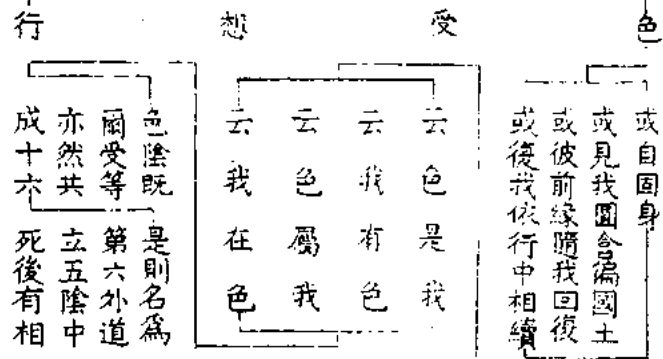 色
受
想
行
或自固身
或見我圓含徧國土
或彼前緣隨我回復
或復我依行中相續
云色是我
云我有色
云色屬我
云我在色
色陰既
爾受等
亦然共
成十六
是則名為
第六外道
立五陰中
死後有相